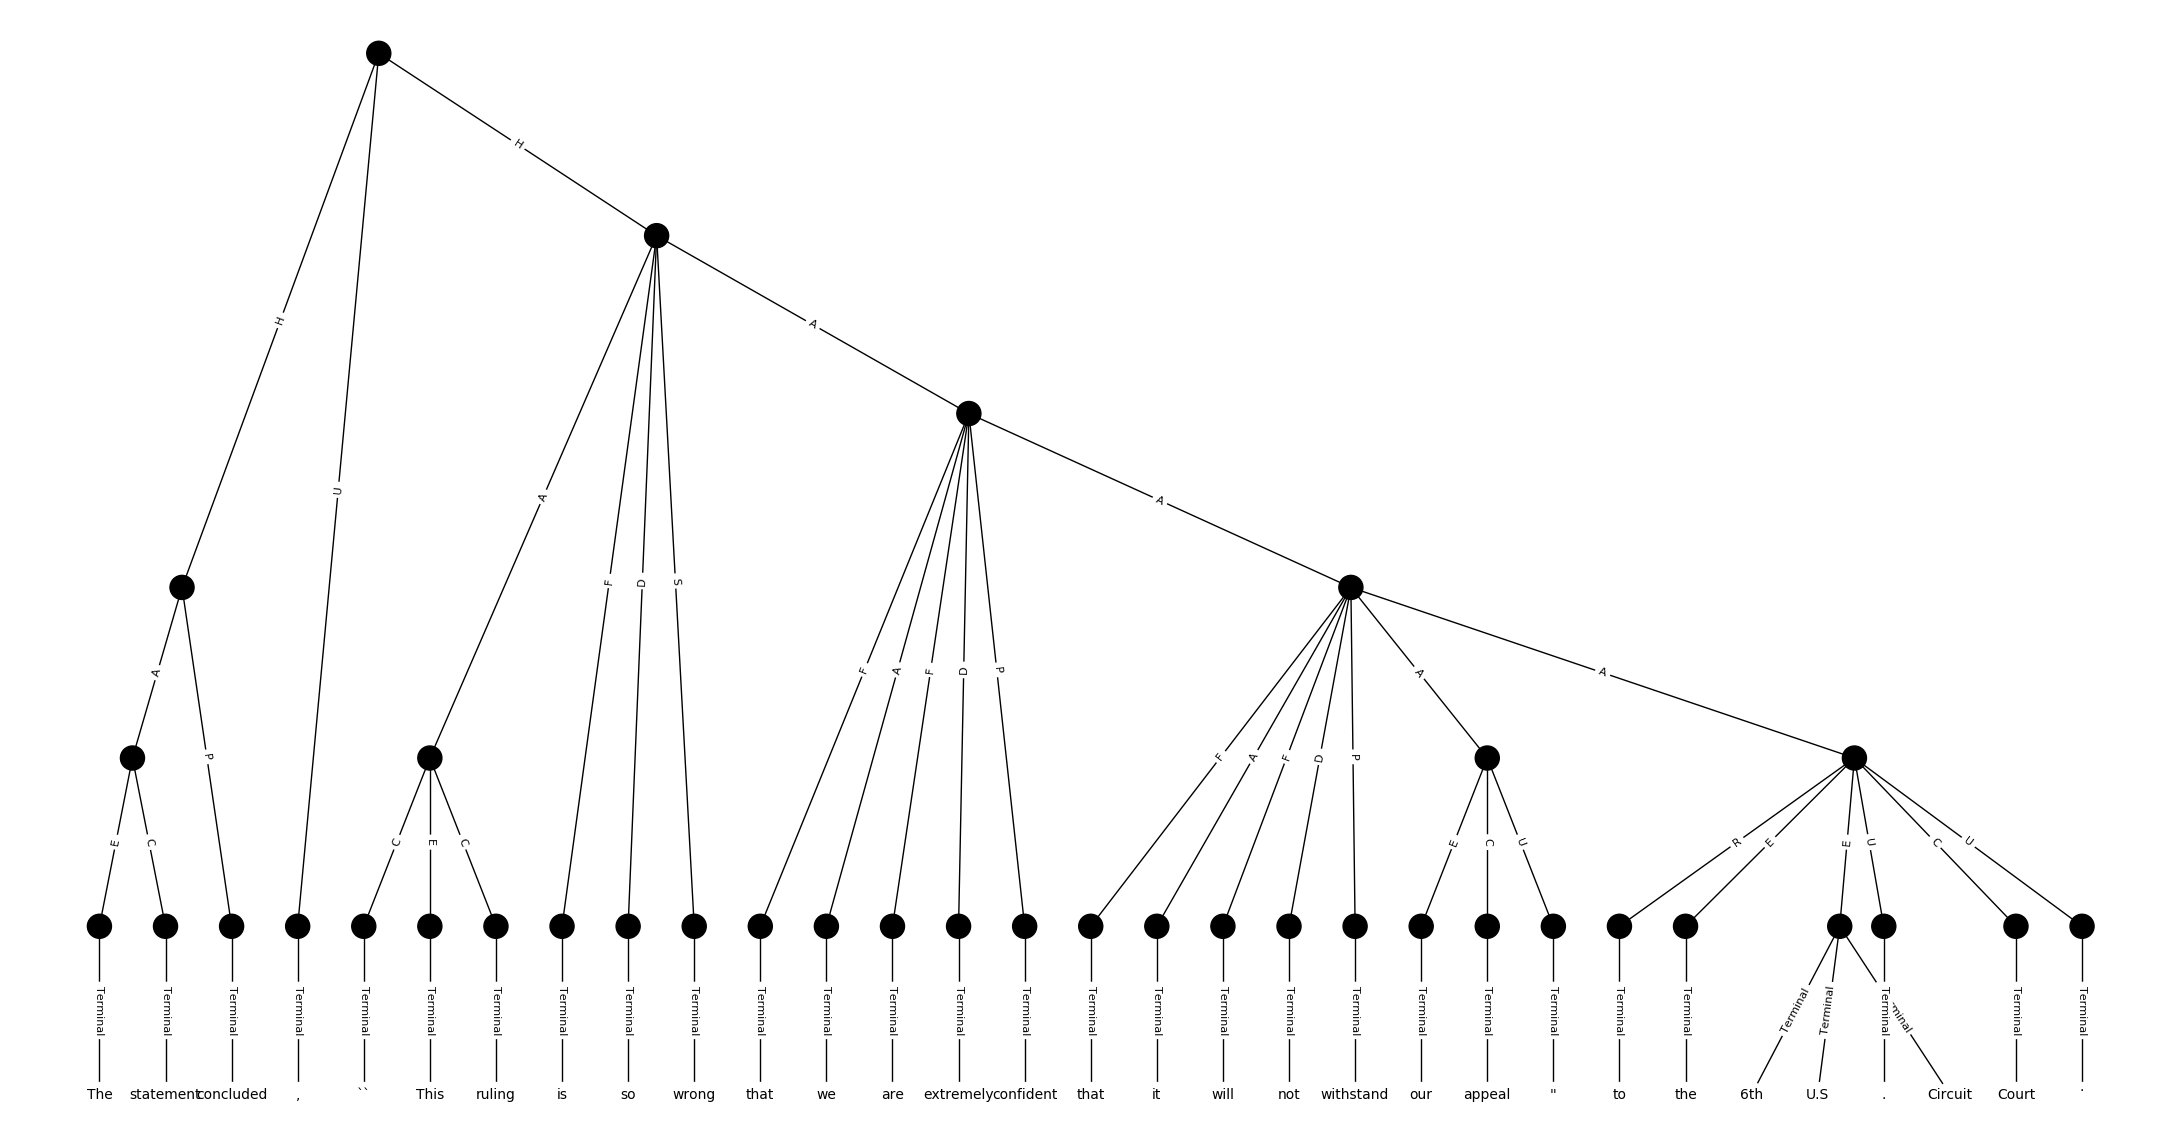 H
A
H
U
A
A
F
D
S
F
A
F
D
P
A
A
P
F
A
F
D
P
A
A
E
C
C
E
C
E
C
U
R
E
E
U
C
U
Terminal Terminal Terminal Terminal Terminal Terminal Terminal Terminal Terminal Terminal Terminal Terminal Terminal Terminal Terminal Terminal Terminal Terminal Terminal Terminal Terminal Terminal Terminal Terminal Terminal Terminal Terminal Terminal Terminal Terminal
The statement concluded , `` This ruling is so wrong that we are extremely confident that it will not withstand our appeal " to the 6th U.S . Circuit Court .